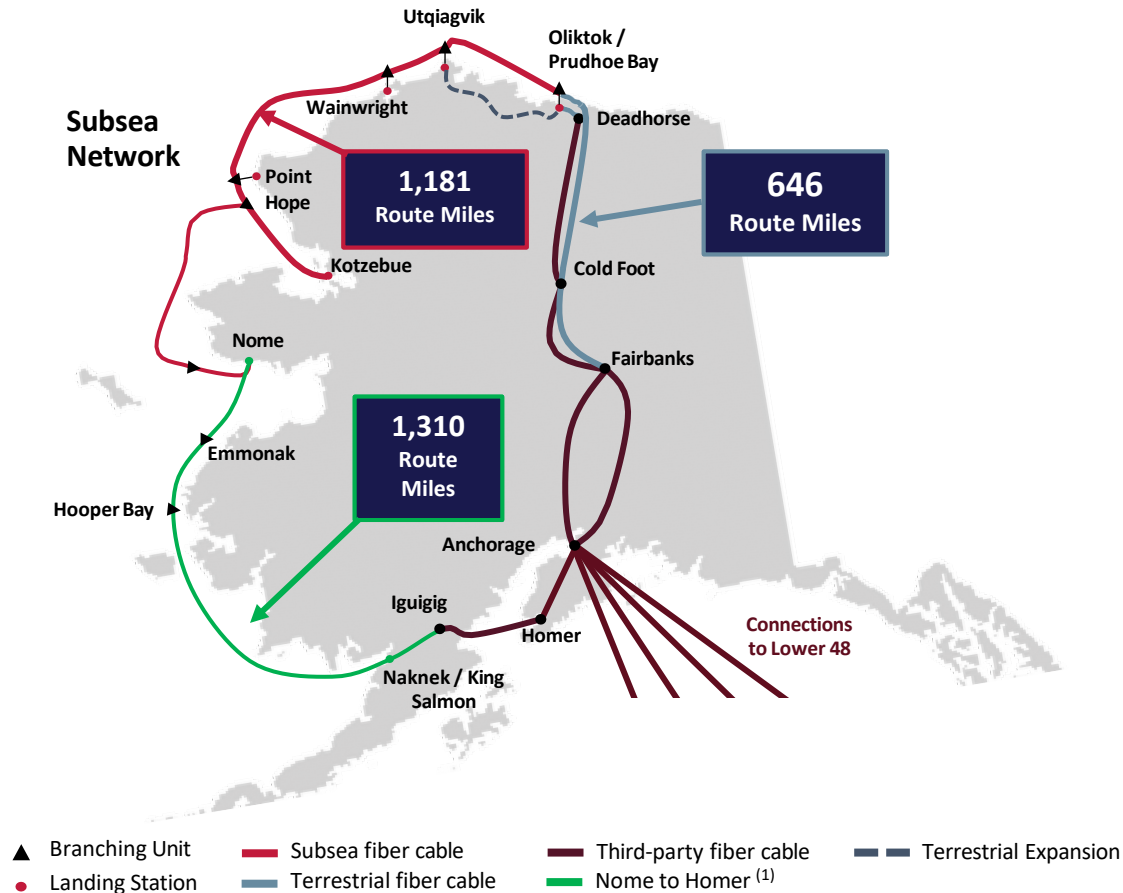 Utqiagvik
Oliktok /
Prudhoe Bay
Wainwright
Deadhorse
Subsea
Network
1,181
Route Miles
646
Route Miles
Point
Hope
Kotzebue
Cold Foot
Nome
Fairbanks
1,310
Route
Miles
Emmonak
Hooper Bay
Anchorage
Iguigig
Homer
Connections
to Lower 48
Naknek / King
Salmon
Branching Unit
Subsea fiber cable
Third-party fiber cable
Terrestrial Expansion
Landing Station
Terrestrial fiber cable
Nome to Homer (1)